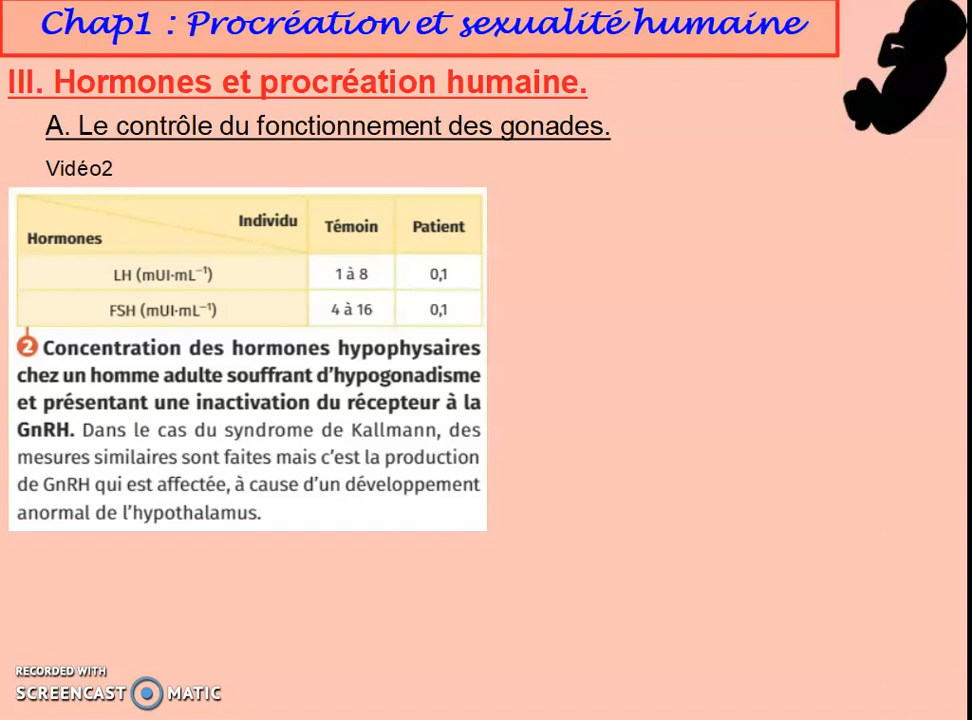 Chap1 : Procréation et sexualité humaine
III. Hormones et procréation humaine.
A. Le contrôle du fonctionnement des gonades.
Vidéo2
Individu
Hormones
Témoin
Patient
LH (mUI·mL⁻¹) 1 à 8 0,1
FSH (mUI·mL⁻¹) 4 à 16 0,1
2 Concentration des hormones hypophysaires
chez un homme adulte souffrant d’hypogonadisme
et présentant une inactivation du récepteur à la
GnRH. Dans le cas du syndrome de Kallmann, des
mesures similaires sont faites mais c’est la production
de GnRH qui est affectée, à cause d’un développement
anormal de l’hypothalamus.
RECORDED WITH
SCREENCAST MATIC